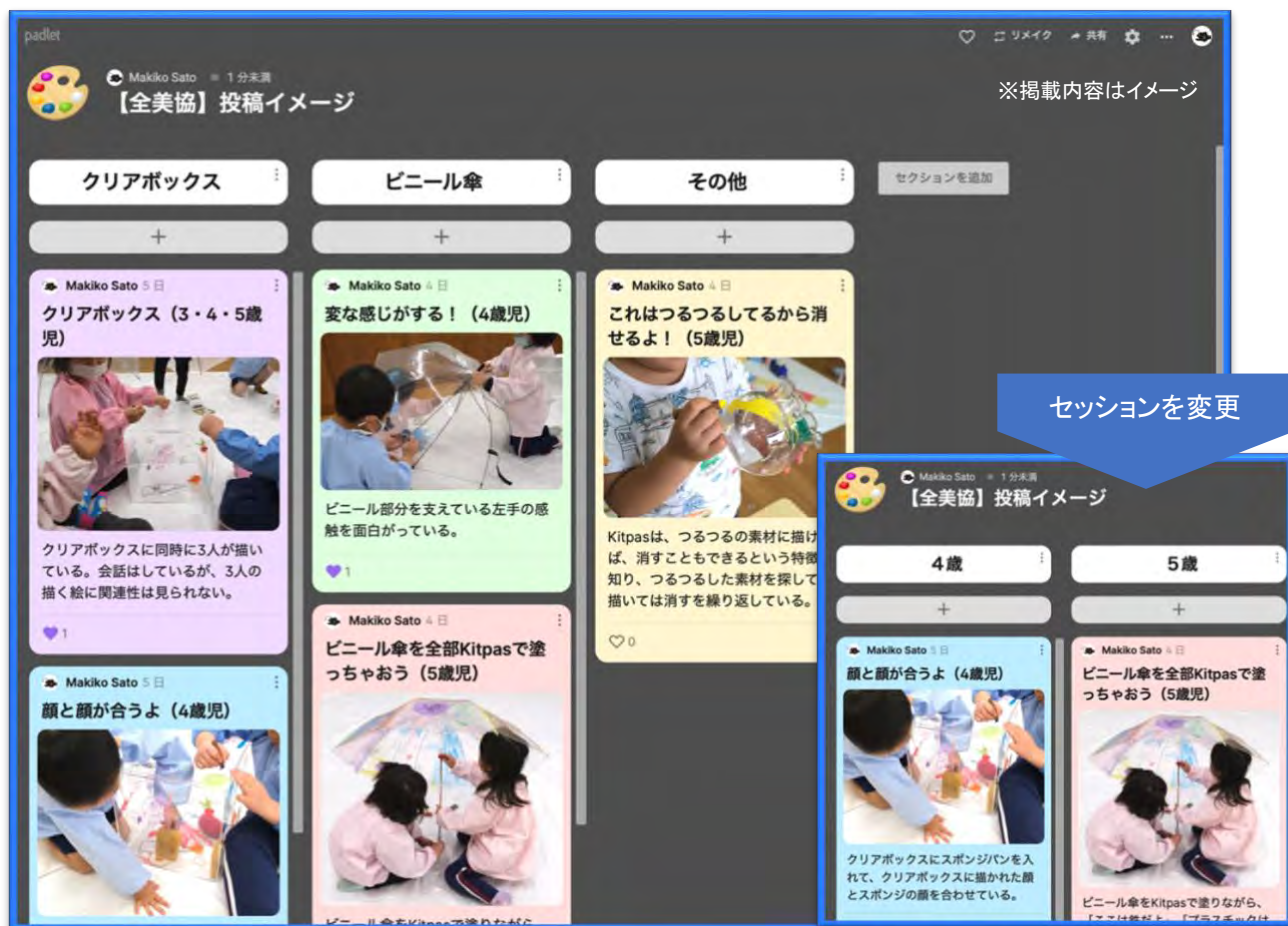 padlet
リメイク
共有
Makiko Sato 1分未満
【全美協】投稿イメージ
※掲載内容はイメージ
クリアボックス
ビニール傘
その他
セクションを追加
Makiko Sato 5日
クリアボックス（3・4・5歳
児）
クリアボックスに同時に3人が描い
ている。会話はしているが、3人の
描く絵に関連性は見られない。
1
Makiko Sato 5日
顔と顔が合うよ（4歳児）
Makiko Sato 4日
変な感じがする！（4歳児）
ビニール部分を支えている左手の感
触を面白がっている。
1
Makiko Sato 4日
ビニール傘を全部Kitpasで塗
っちゃおう（5歳児）
ビニール傘をKitpasで塗りながら、
Makiko Sato 4日
これはつるつるしてるから消
せるよ！（5歳児）
Kitpasは、つるつるの素材に描け
ば、消すこともできるという特徴
知り、つるつるした素材を探して
描いては消すを繰り返している。
0
セッションを変更
Makiko Sato 1分未満
【全美協】投稿イメージ
4歳
5歳
Makiko Sato 5日
顔と顔が合うよ（4歳児）
クリアボックスにスポンジパンを入
れて、クリアボックスに描かれた顔
とスポンジの顔を合わせている。
Makiko Sato 4日
ビニール傘を全部Kitpasで塗
っちゃおう（5歳児）
ビニール傘をKitpasで塗りながら、